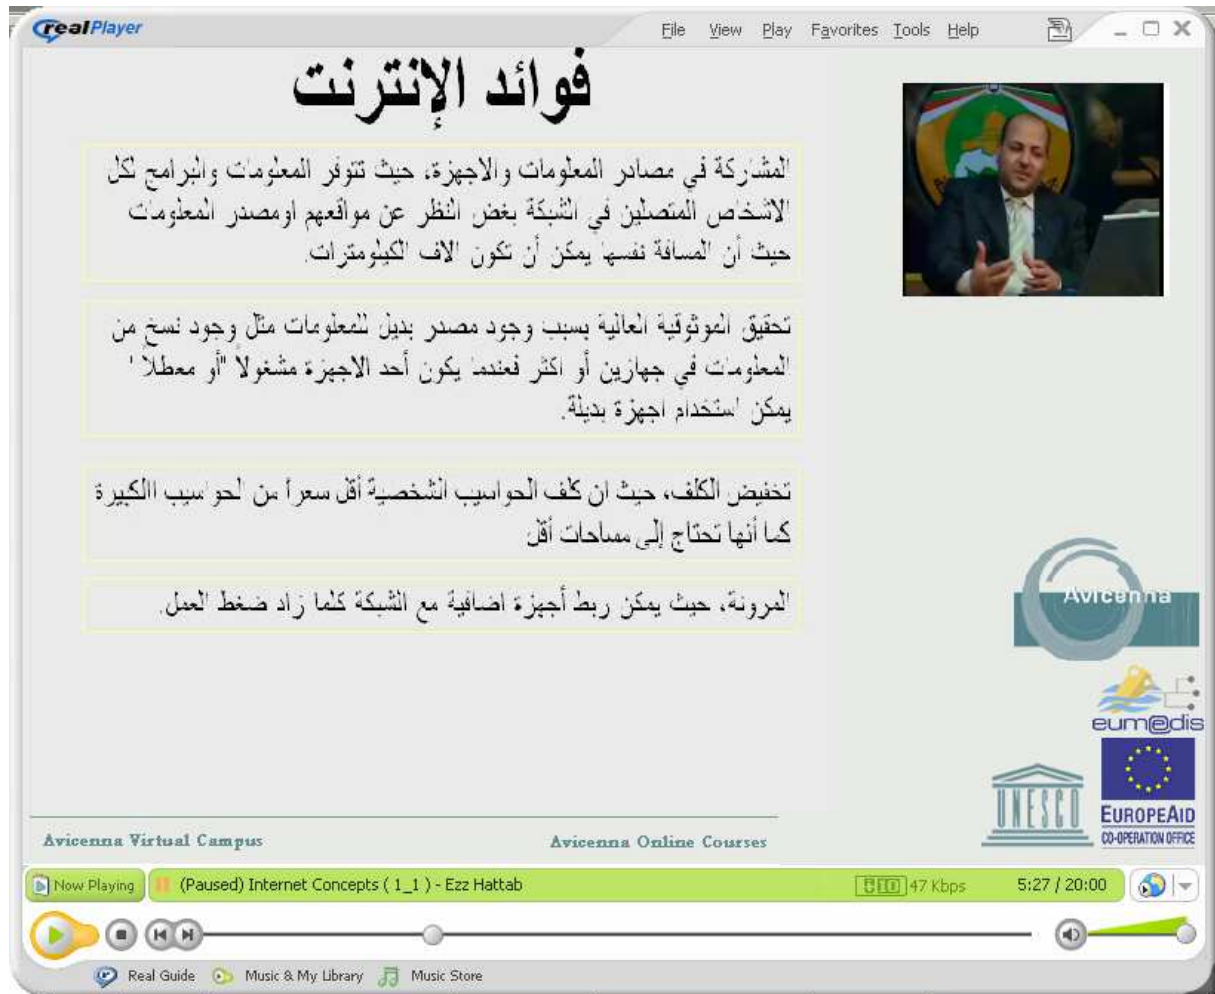 realPlayer
File View Play Favorites Tools Help
فوائد الإنترنت
المشاركة في مصادر المعلومات والاجهزة، حيث تتوفر المعلومات والبرامج لكل
الاشخاص المتصلين في الشبكة بغض النظر عن مواقعهم اومصدر المعلومات
حيث أن المسافة نفسها يمكن أن تكون الاف الكيلومترات.
تحقيق الموثوقية العالية بسبب وجود مصدر بديل للمعلومات مثل وجود نسخ من
المعلومات في جهازين أو اكثر فعندما يكون أحد الاجهزة مشغولاً "أو معطلاً "
يمكن استخدام اجهزة بديلة.
تخفيض الكلف، حيث ان كلف الحواسيب الشخصية أقل سعراً من الحواسيب االكبيرة
كما أنها تحتاج إلى مساحات أقل
المرونة، حيث يمكن ربط أجهزة اضافية مع الشبكة كلما زاد ضغط العمل.
Avicenna
eum@dis
UNESCO
EUROPEAID
CO-OPERATION OFFICE
Avicenna Virtual Campus Avicenna Online Courses
Now Playing (Paused) Internet Concepts ( 1_1 ) - Ezz Hattab 47 Kbps 5:27 / 20:00
Real Guide Music & My Library Music Store